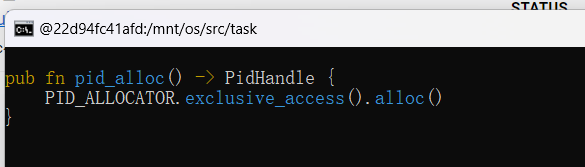 STATUS
@22d94fc41afd:/mnt/os/src/task
pub fn pid_alloc() -> PidHandle {
    PID_ALLOCATOR.exclusive_access().alloc()
}